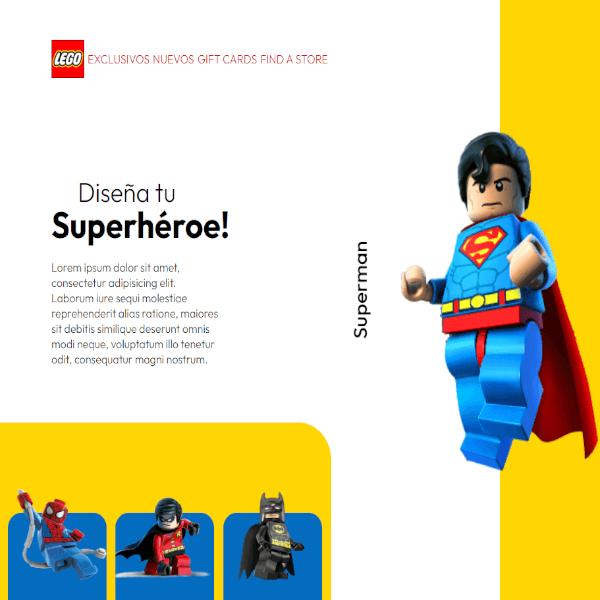 LEGO
EXCLUSIVOS NUEVOS GIFT CARDS FIND A STORE
Diseña tu
Superhéroe!
Lorem ipsum dolor sit amet,
consectetur adipisicing elit.
Laborum iure sequi molestiae
reprehenderit alias ratione, maiores
sit debitis similique deserunt omnis
modi neque, voluptatum illo tenetur
odit, consequatur magni nostrum.
Superman
S